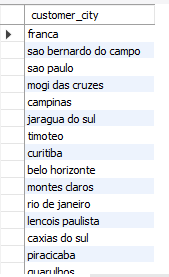 customer_city
franca
sao bernardo do campo
sao paulo
mogi das cruzes
campinas
jaragua do sul
timoteo
curitiba
belo horizonte
montes claros
rio de janeiro
lencois paulista
caxias do sul
piracicaba
guarulhos